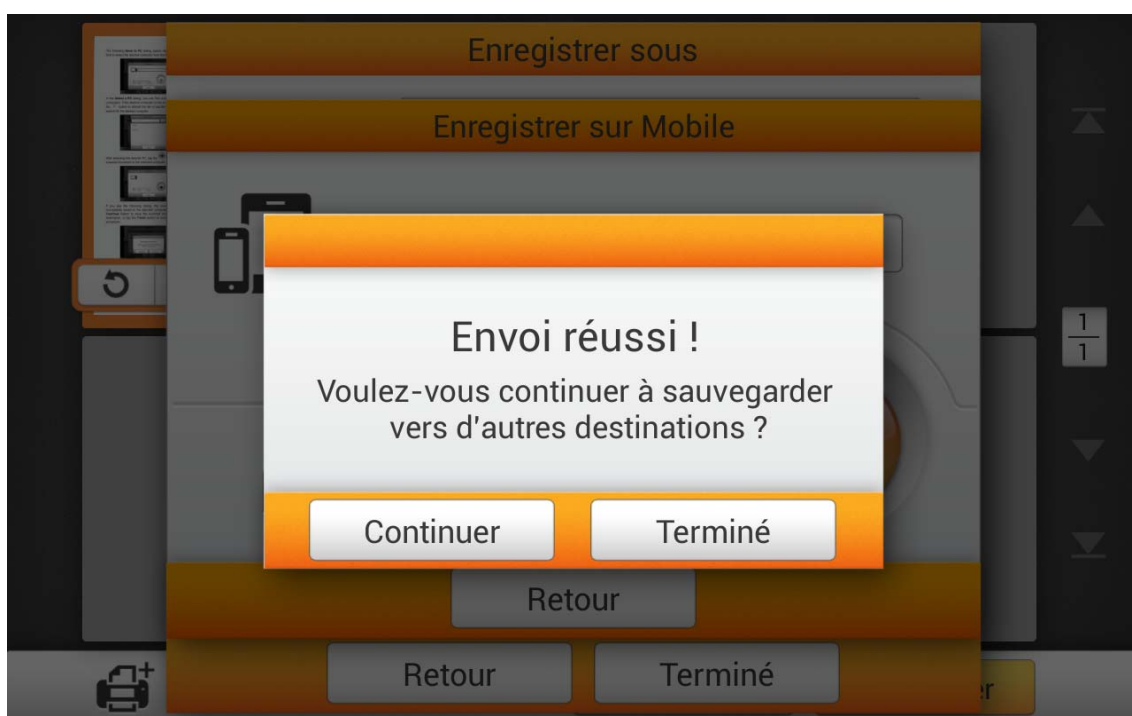 Enregistrer sous
Enregistrer sur Mobile
Envoi réussi !
Voulez-vous continuer à sauvegarder
vers d'autres destinations ?
Continuer
Terminé
Retour
Retour
Terminé
er
1
1